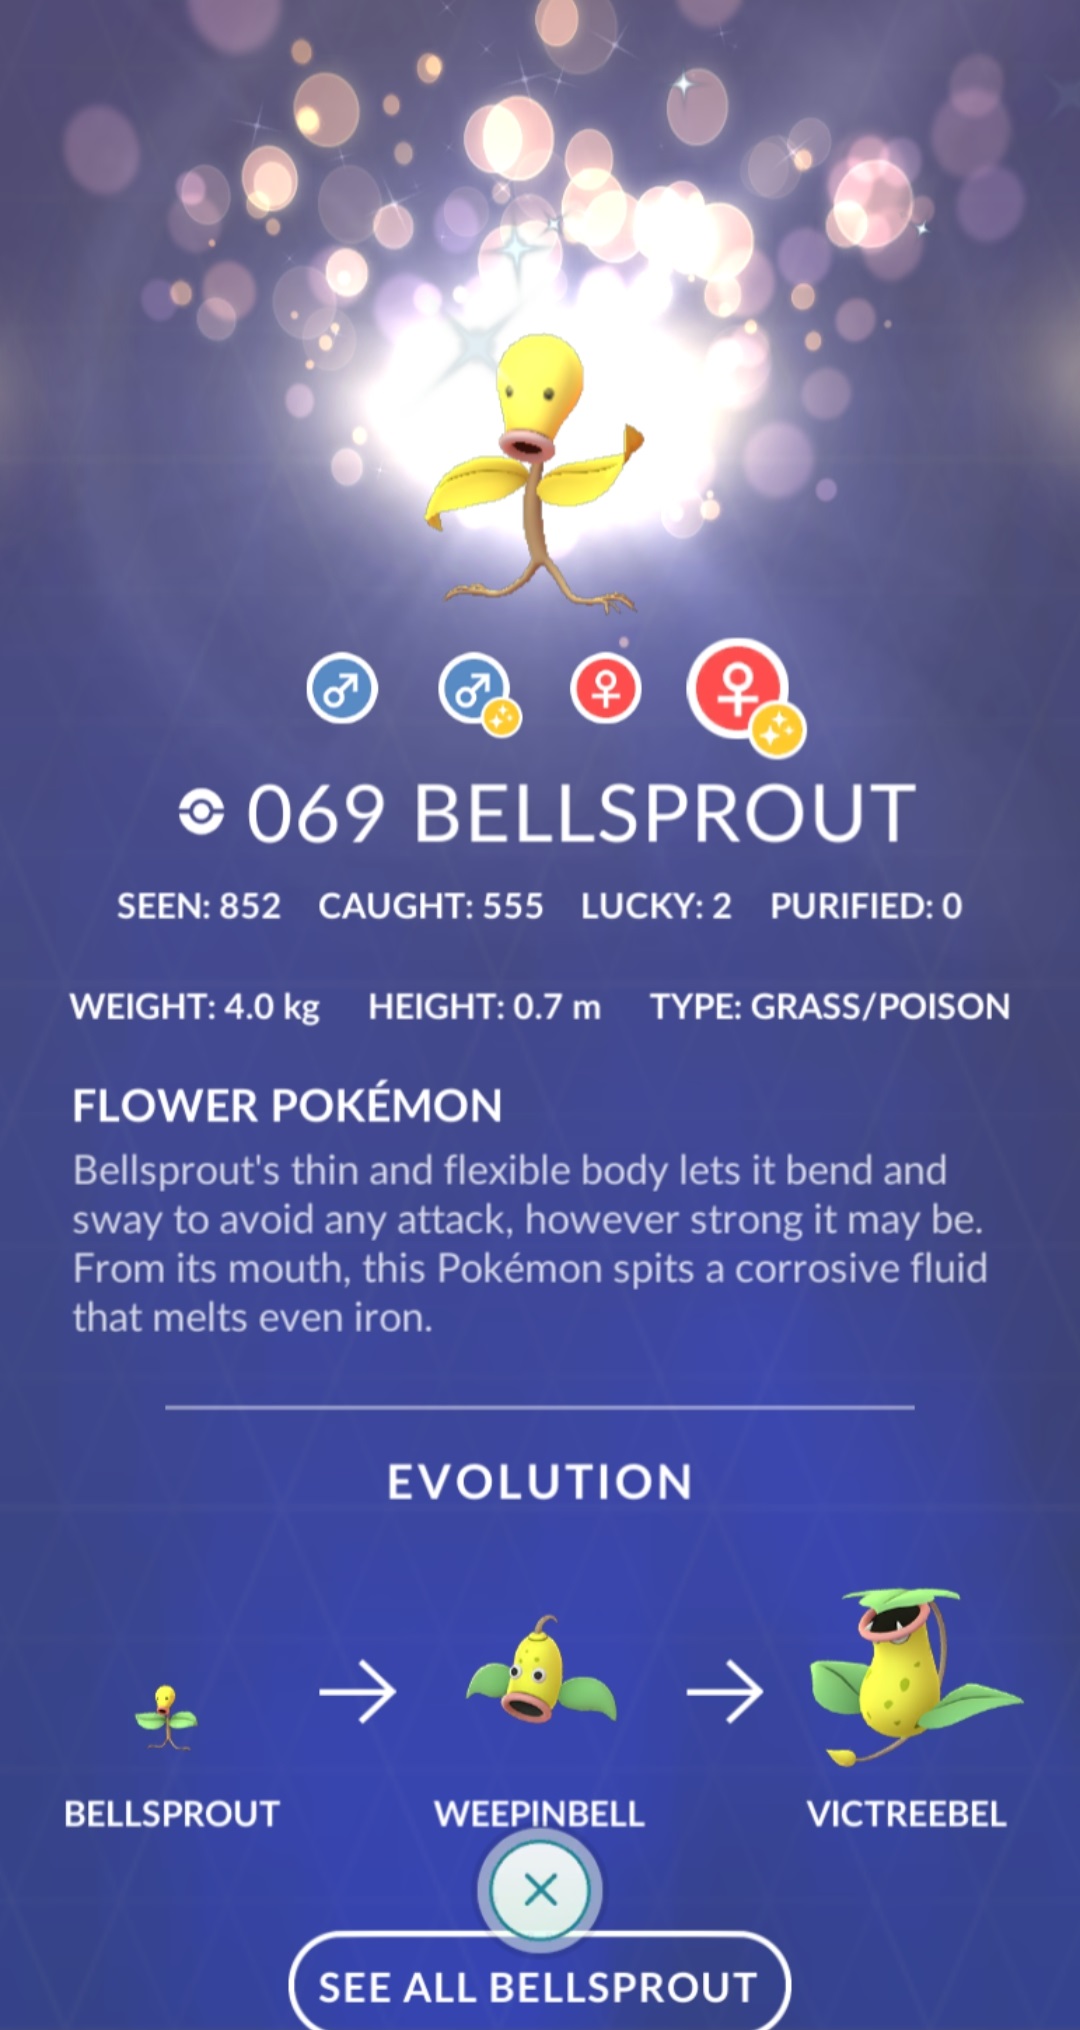 069 BELLSPROUT
SEEN: 852 CAUGHT: 555 LUCKY: 2 PURIFIED: 0
WEIGHT: 4.0 kg HEIGHT: 0.7 m TYPE: GRASS/POISON
FLOWER POKÉMON
Bellsprout's thin and flexible body lets it bend and
sway to avoid any attack, however strong it may be.
From its mouth, this Pokémon spits a corrosive fluid
that melts even iron.
EVOLUTION
BELLSPROUT WEEPINBELL VICTREEBEL
SEE ALL BELLSPROUT